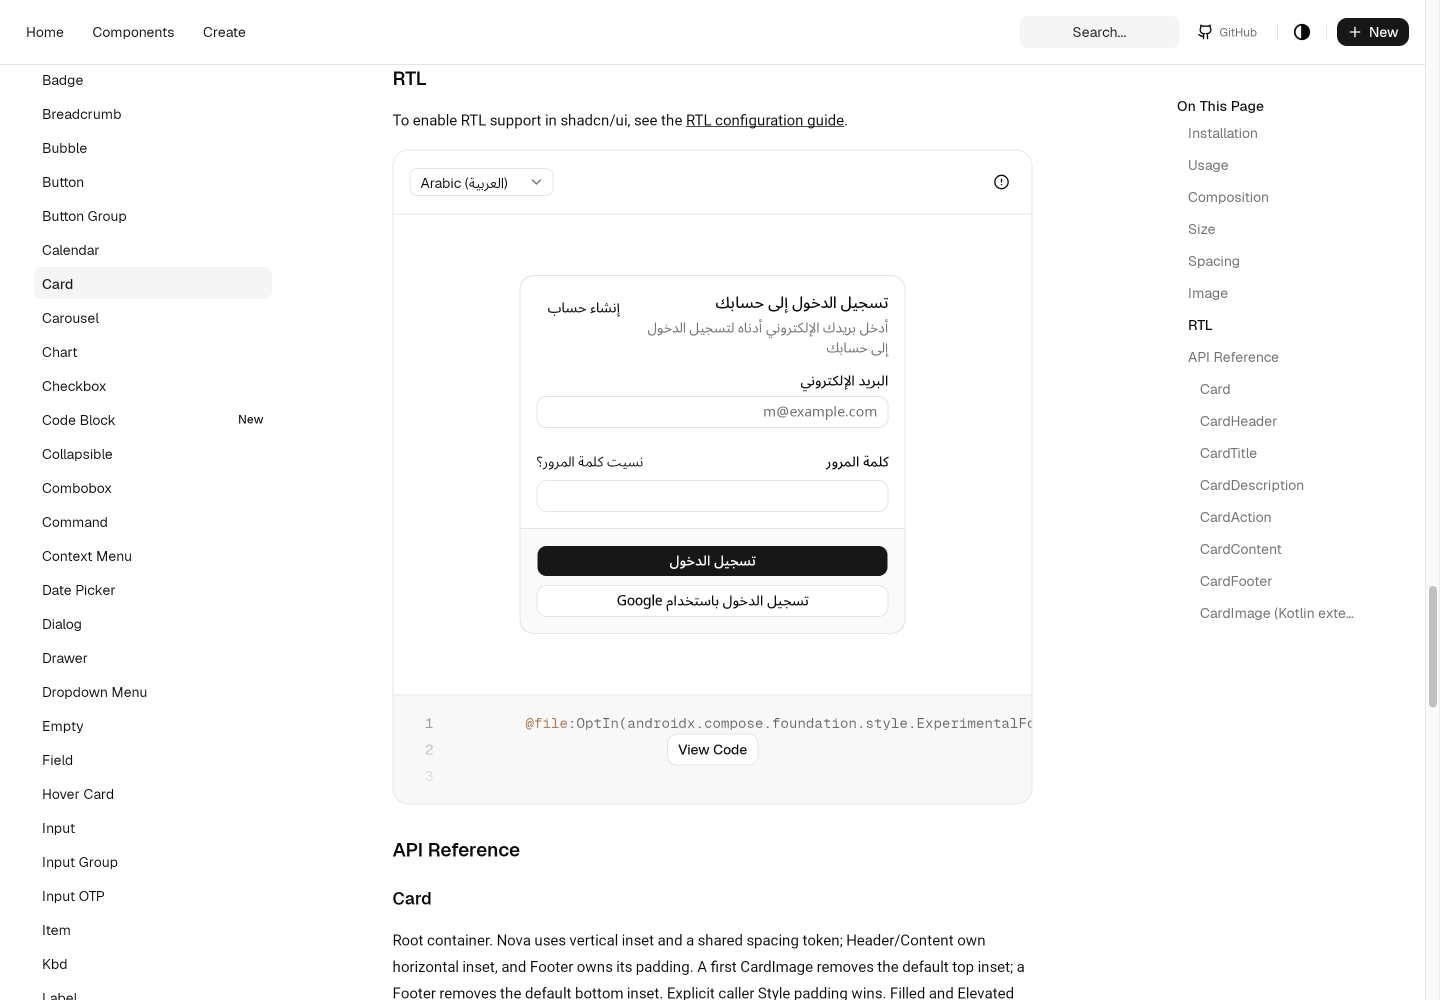 Home
Components
Create
Search...
GitHub
New
Badge
Breadcrumb
Bubble
Button
Button Group
Calendar
Card
Carousel
Chart
Checkbox
Code Block New
Collapsible
Combobox
Command
Context Menu
Date Picker
Dialog
Drawer
Dropdown Menu
Empty
Field
Hover Card
Input
Input Group
Input OTP
Item
Kbd
Label
RTL
To enable RTL support in shadcn/ui, see the RTL configuration guide.
Arabic (العربية)
تسجيل الدخول إلى حسابك
إنشاء حساب
أدخل بريدك الإلكتروني أدناه لتسجيل الدخول
إلى حسابك
البريد الإلكتروني
m@example.com
كلمة المرور
نسيت كلمة المرور؟
تسجيل الدخول
تسجيل الدخول باستخدام Google
1 @file:OptIn(androidx.compose.foundation.style.ExperimentalFo
2
3
View Code
API Reference
Card
Root container. Nova uses vertical inset and a shared spacing token; Header/Content own
horizontal inset, and Footer owns its padding. A first CardImage removes the default top inset; a
Footer removes the default bottom inset. Explicit caller Style padding wins. Filled and Elevated
On This Page
Installation
Usage
Composition
Size
Spacing
Image
RTL
API Reference
Card
CardHeader
CardTitle
CardDescription
CardAction
CardContent
CardFooter
CardImage (Kotlin exte...